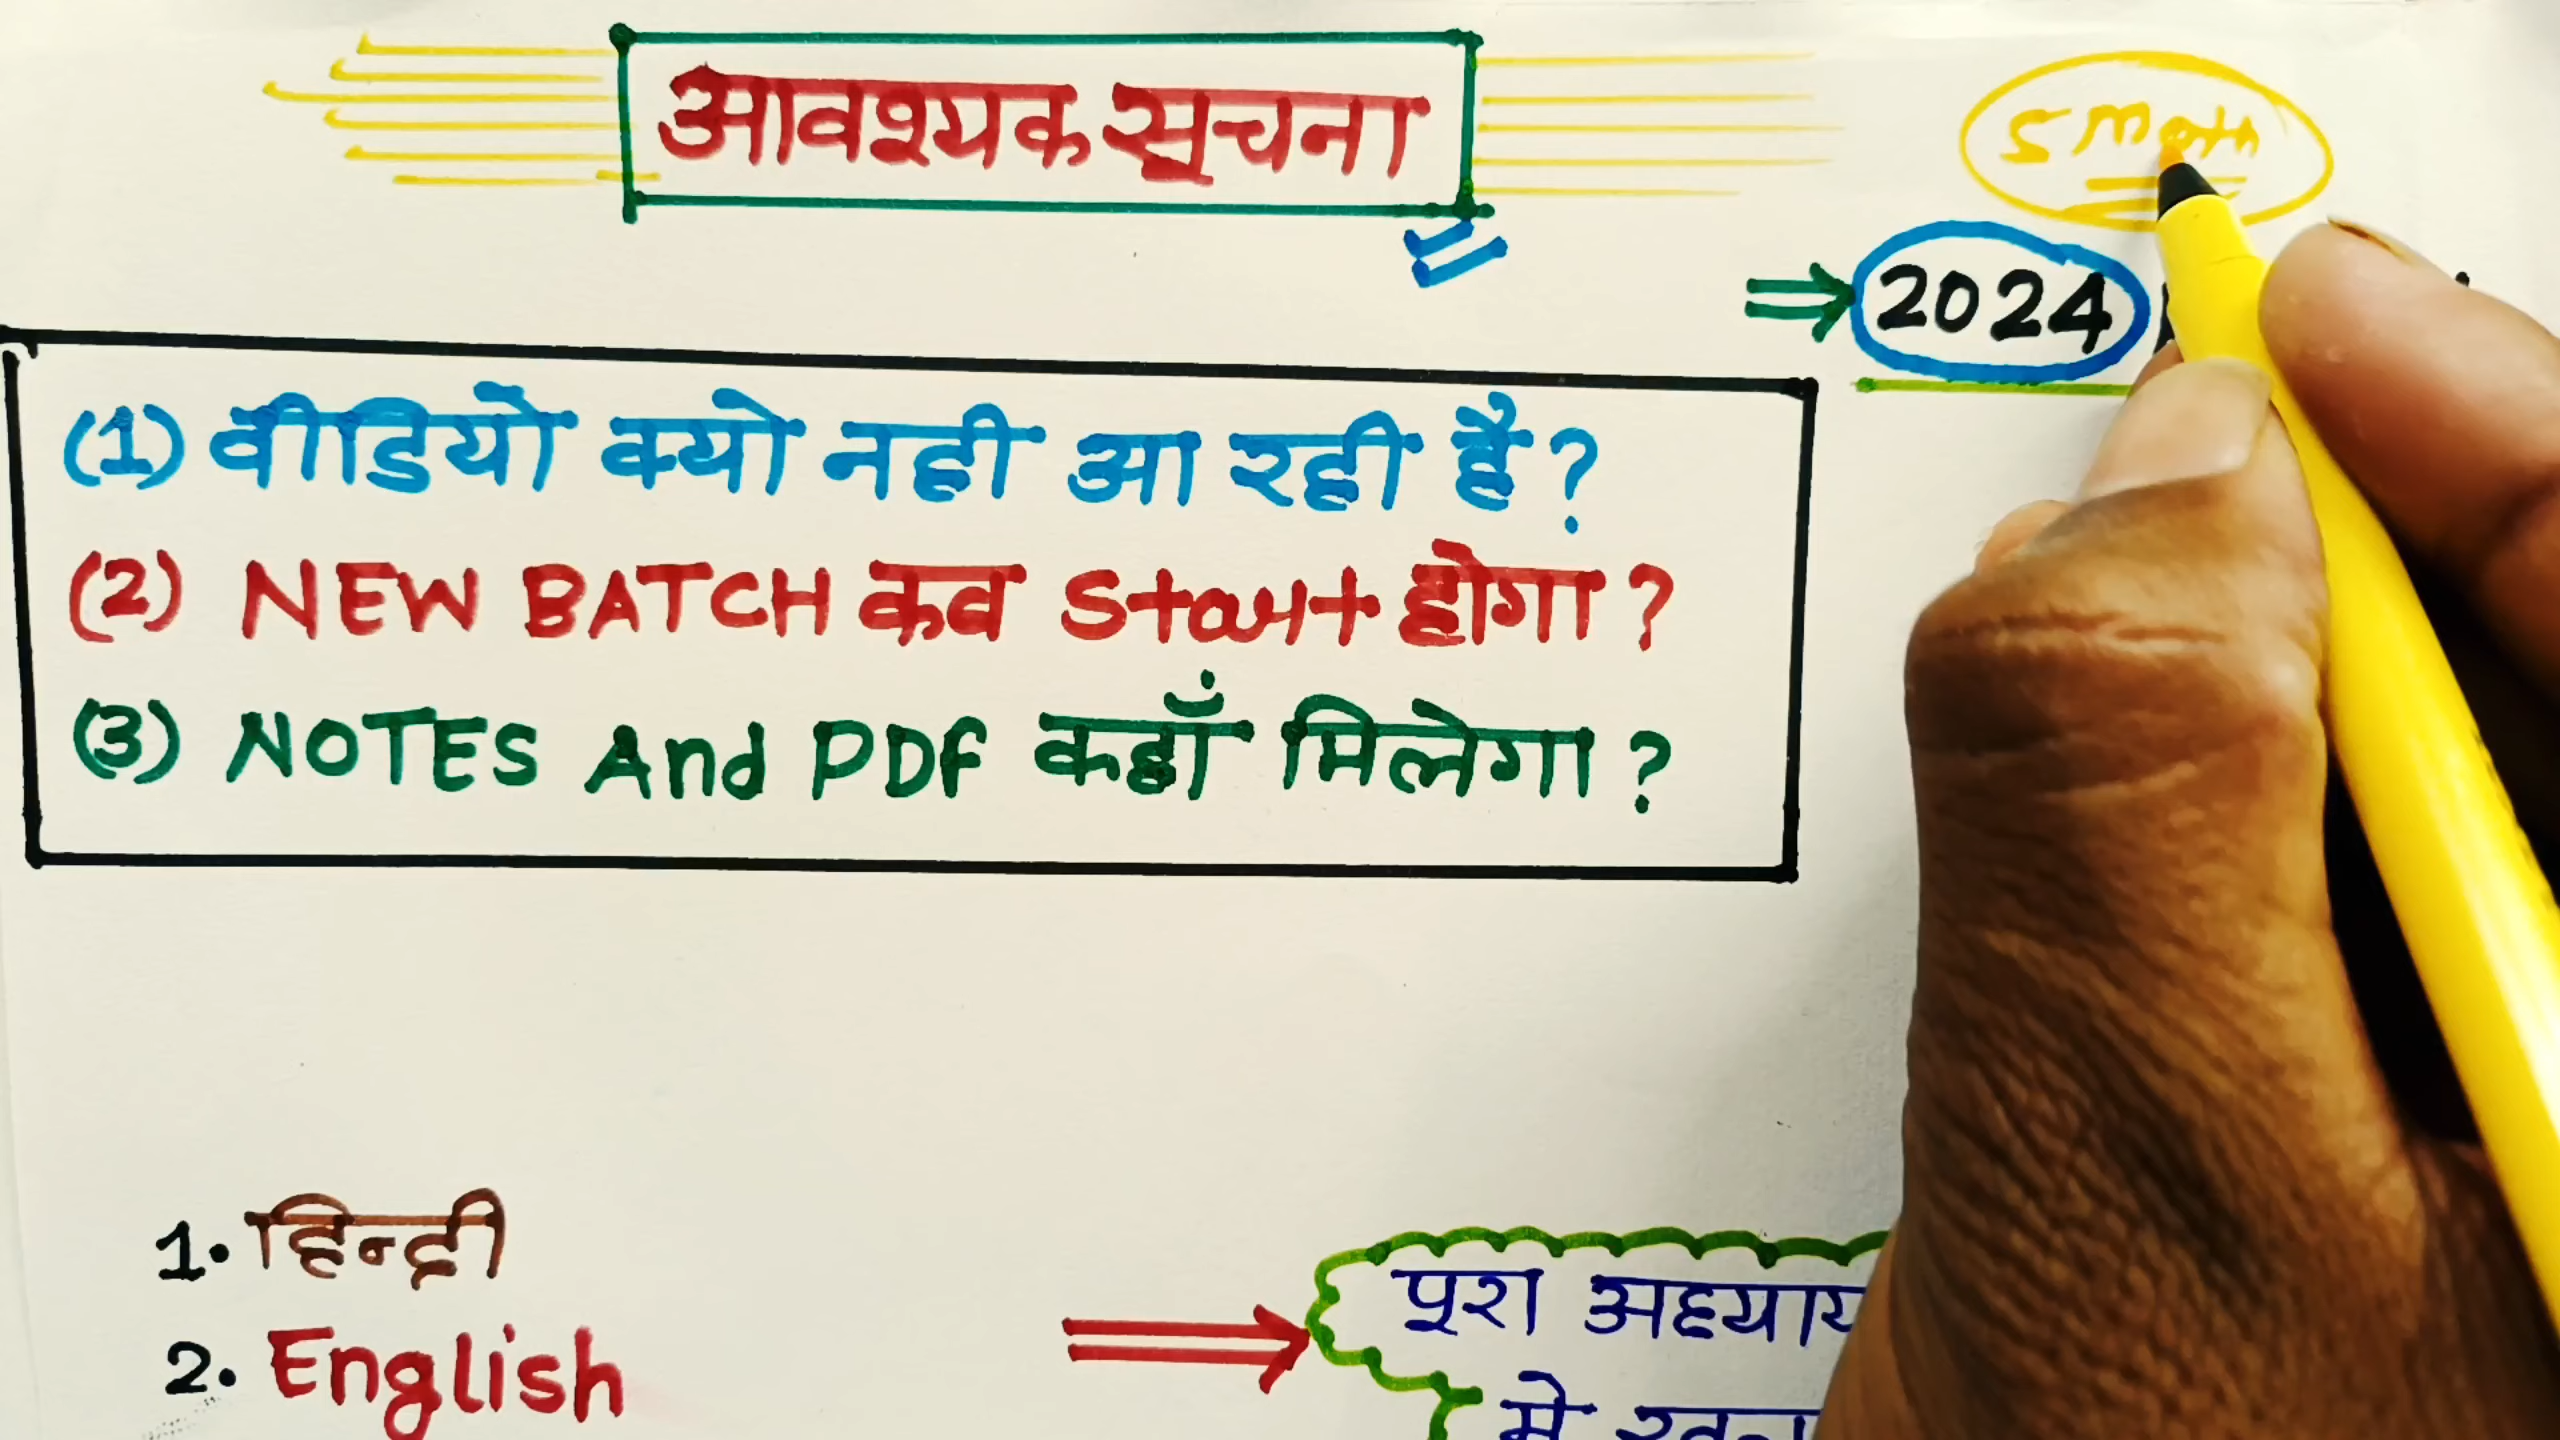 आवश्यक सूचना
5 Math
2024
(1) वीडियो क्यो नही आ रही है?
(2) NEW BATCH कब Start होगा?
(3) NOTES And PDF कहाँ मिलेगा?
1. हिन्दी
2. English
पूरा अध्याय
मे